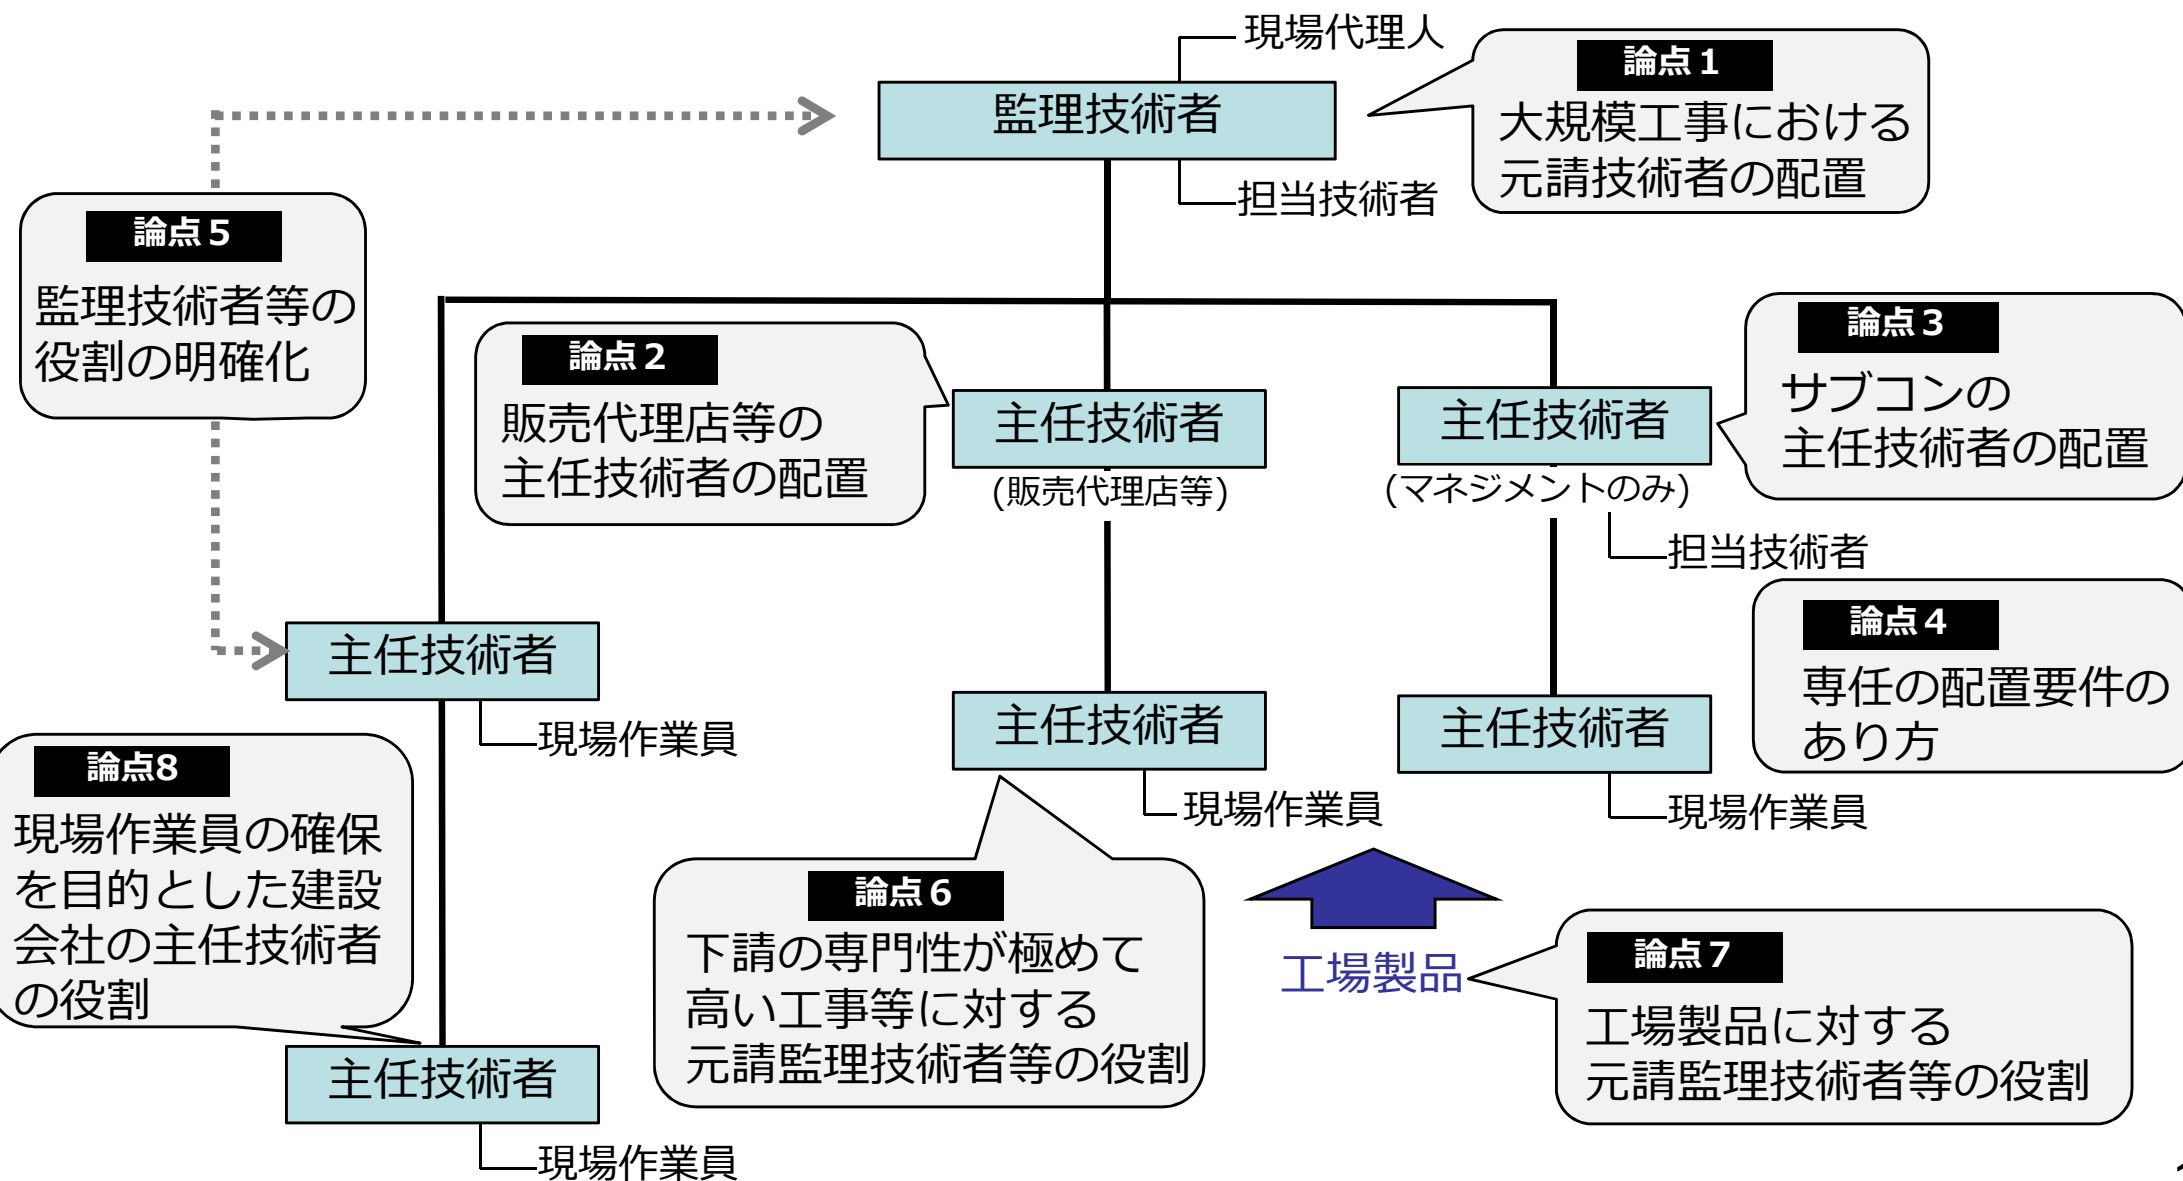 現場代理人
監理技術者
担当技術者
論点１
大規模工事における
元請技術者の配置
論点５
監理技術者等の
役割の明確化
論点２
販売代理店等の
主任技術者の配置
主任技術者
(販売代理店等)
主任技術者
(マネジメントのみ)
担当技術者
論点３
サブコンの
主任技術者の配置
論点４
専任の配置要件の
あり方
主任技術者
現場作業員
主任技術者
現場作業員
主任技術者
現場作業員
論点8
現場作業員の確保
を目的とした建設
会社の主任技術者
の役割
論点６
下請の専門性が極めて
高い工事等に対する
元請監理技術者等の役割
工場製品
論点７
工場製品に対する
元請監理技術者等の役割
主任技術者
現場作業員